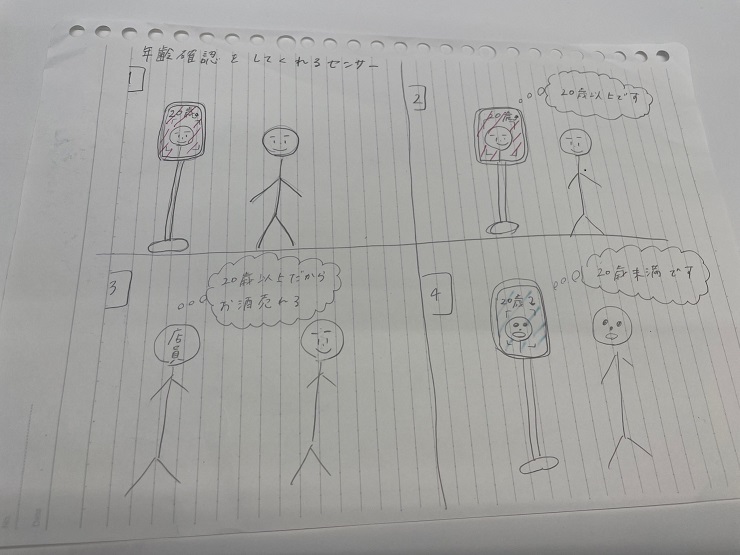 年齢確認をしてくれるセンサー
1
20歳
2
20歳以上です
20歳
3
20歳以上だから
お酒売れる
店
員
4
20歳未満です
20歳